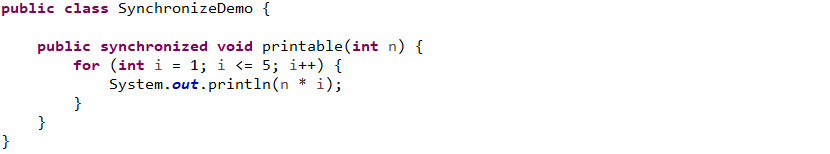 public class SynchronizeDemo {
public synchronized void printable(int n) {
for (int i = 1; i <= 5; i++) {
System.out.println(n * i);
}
}
}